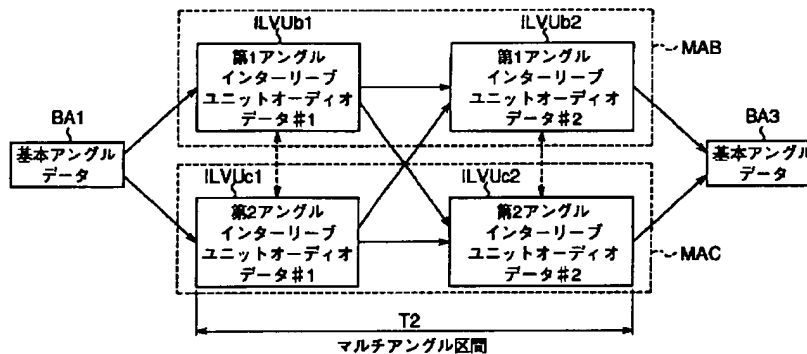 ILVUb1
ILVUb2
第1アングル
インターリーブ
ユニットオーディオ
データ#1
第1アングル
インターリーブ
ユニットオーディオ
データ#2
MAB
BA1
基本アングル
データ
BA3
基本アングル
データ
ILVUc1
ILVUc2
第2アングル
インターリーブ
ユニットオーディオ
データ#1
第2アングル
インターリーブ
ユニットオーディオ
データ#2
MAC
T2
マルチアングル区間